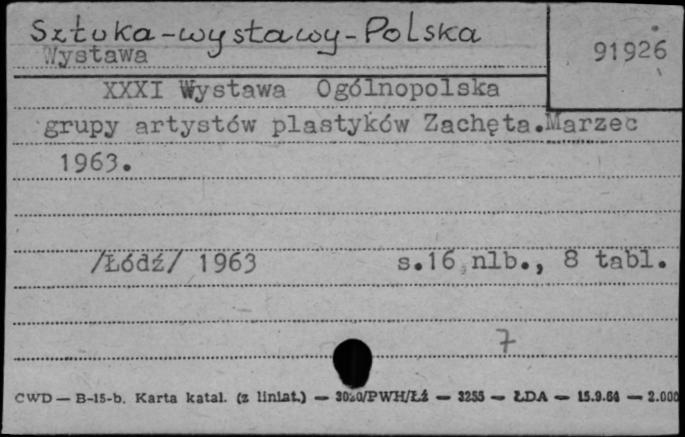 Sztuka-wystawy-Polska
Wystawa
91926
XXXI Wystawa Ogólnopolska
grupy artystów plastyków Zachęta.Marzec
1963.
/Łódź/ 1963 s.16 nlb., 8 tabl.
7
CWD — B-15-b. Karta katal. (z liniat.) — 3020/PWH/Łź — 3255 — ŁDA — 15.9.64 — 2.000